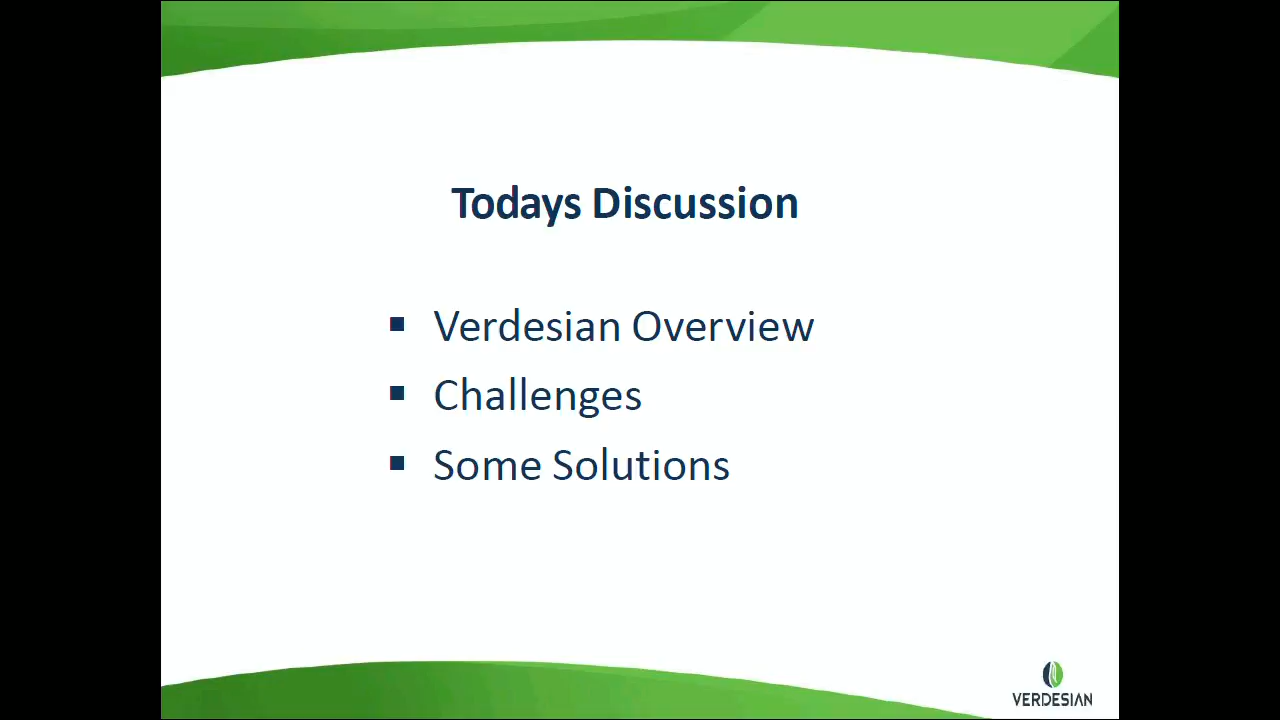 Todays Discussion
Verdesian Overview
Challenges
Some Solutions
VERDESIAN